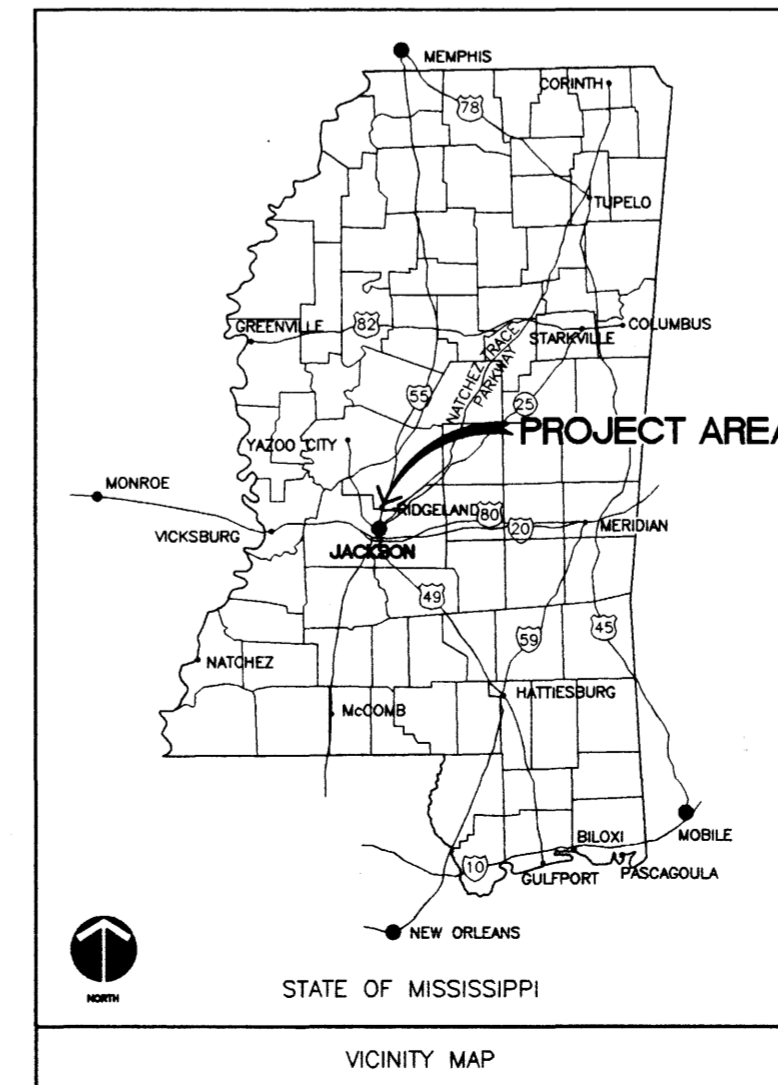 MEMPHIS
CORINTH
78
TUPELO
GREENVILLE
82
STARKVILLE
COLUMBUS
NATCHEZ TRACE
PARKWAY
55
25
PROJECT AREA
YAZOO CITY
MONROE
RIDGELAND
80
20
MERIDIAN
VICKSBURG
JACKSON
49
59
45
NATCHEZ
HATTIESBURG
McCOMB
BILOXI
MOBILE
10
GULFPORT
PASCAGOULA
NEW ORLEANS
NORTH
STATE OF MISSISSIPPI
VICINITY MAP